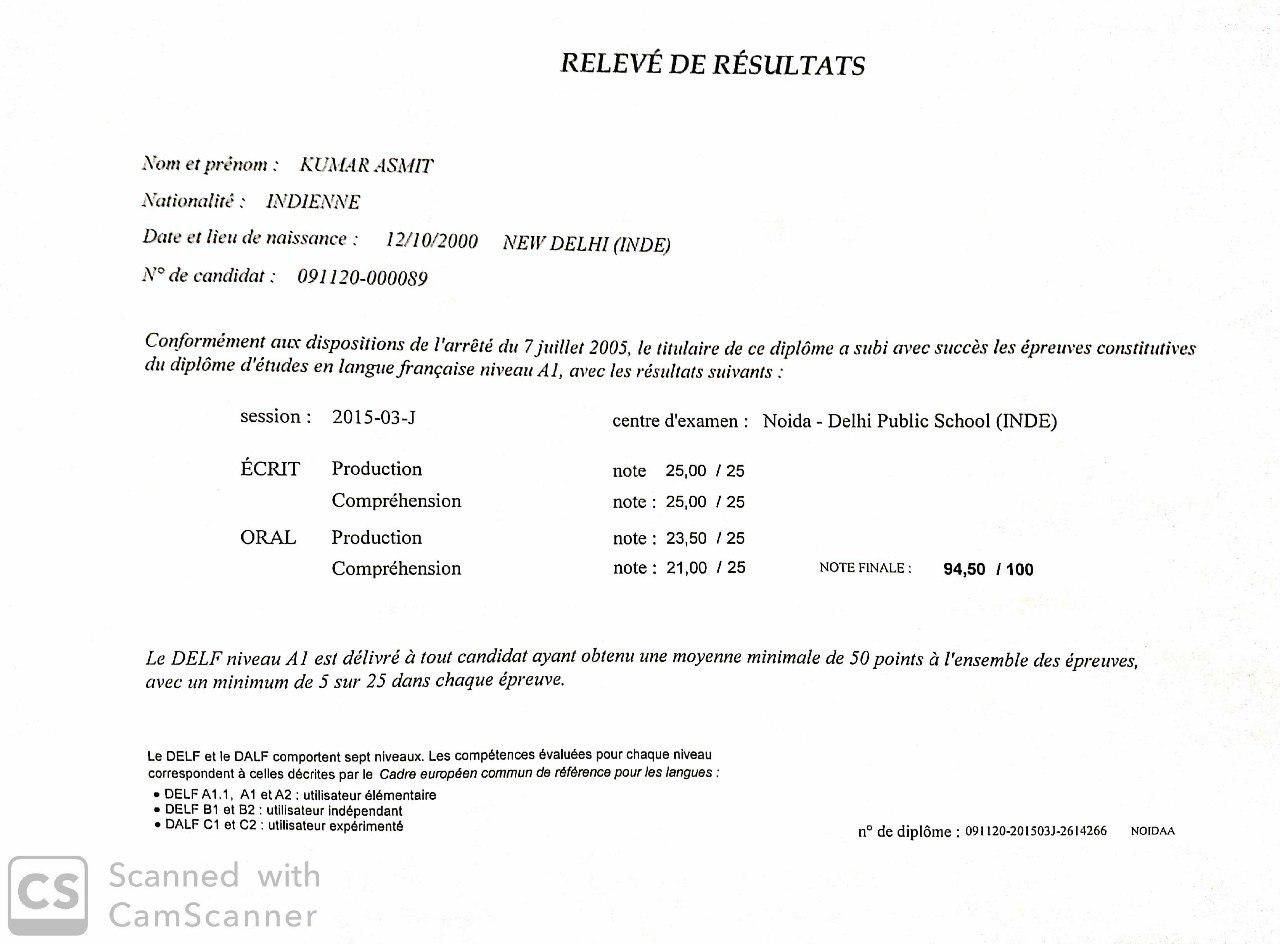 RELEVÉ DE RÉSULTATS
Nom et prénom : KUMAR ASMIT
Nationalité : INDIENNE
Date et lieu de naissance : 12/10/2000 NEW DELHI (INDE)
N° de candidat : 091120-000089
Conformément aux dispositions de l'arrêté du 7 juillet 2005, le titulaire de ce diplôme a subi avec succès les épreuves constitutives
du diplôme d'études en langue française niveau A1, avec les résultats suivants :
session : 2015-03-J centre d'examen : Noida - Delhi Public School (INDE)
ÉCRIT Production note 25,00 / 25
Compréhension note : 25,00 / 25
ORAL Production note : 23,50 / 25
Compréhension note : 21,00 / 25 NOTE FINALE : 94,50 / 100
Le DELF niveau A1 est délivré à tout candidat ayant obtenu une moyenne minimale de 50 points à l'ensemble des épreuves,
avec un minimum de 5 sur 25 dans chaque épreuve.
Le DELF et le DALF comportent sept niveaux. Les compétences évaluées pour chaque niveau
correspondent à celles décrites par le Cadre européen commun de référence pour les langues :
• DELF A1.1, A1 et A2 : utilisateur élémentaire
• DELF B1 et B2 : utilisateur indépendant
• DALF C1 et C2 : utilisateur expérimenté
n° de diplôme : 091120-201503J-2614266 NOIDAA
CS Scanned with
CamScanner